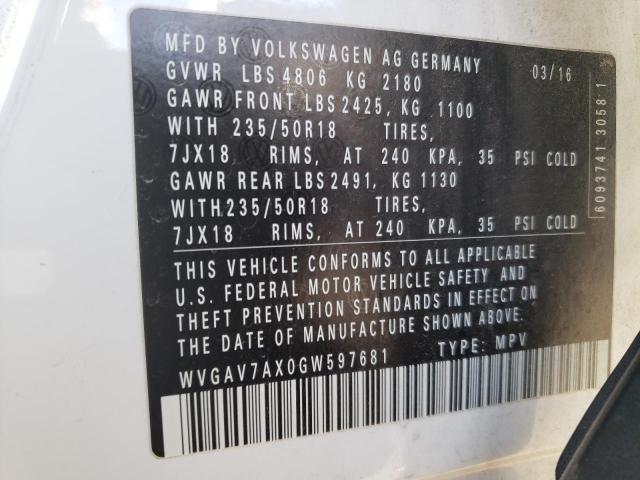 MFD BY VOLKSWAGEN AG GERMANY 03/16
GVWR LBS 4806 KG 2180
GAWR FRONT LBS 2425, KG 1100
WITH 235/50R18 TIRES,
7JX18 RIMS, AT 240 KPA, 35 PSI COLD
GAWR REAR LBS 2491, KG 1130
WITH 235/50R18 TIRES,
7JX18 RIMS, AT 240 KPA, 35 PSI COLD
THIS VEHICLE CONFORMS TO ALL APPLICABLE
U.S. FEDERAL MOTOR VEHICLE SAFETY AND
THEFT PREVENTION STANDARDS IN EFFECT ON
THE DATE OF MANUFACTURE SHOWN ABOVE.
WVGAV7AX0GW597681 TYPE: MPV
6093741 3058 1